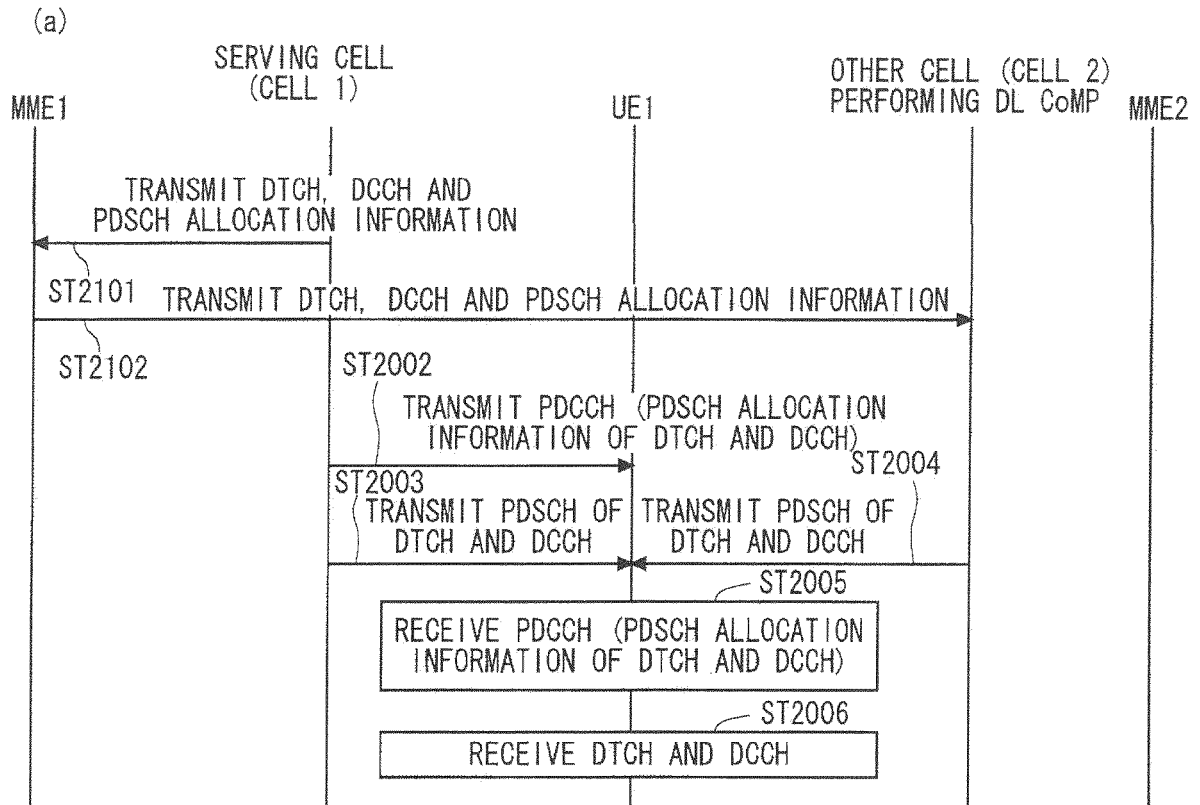 (a)
SERVING CELL
(CELL 1)
OTHER CELL (CELL 2)
PERFORMING DL CoMP
MME1
UE1
MME2
TRANSMIT DTCH, DCCH AND
PDSCH ALLOCATION INFORMATION
ST2101
TRANSMIT DTCH, DCCH AND PDSCH ALLOCATION INFORMATION
ST2102
ST2002
TRANSMIT PDCCH (PDSCH ALLOCATION
INFORMATION OF DTCH AND DCCH)
ST2003
ST2004
TRANSMIT PDSCH OF
DTCH AND DCCH
TRANSMIT PDSCH OF
DTCH AND DCCH
ST2005
RECEIVE PDCCH (PDSCH ALLOCATION
INFORMATION OF DTCH AND DCCH)
ST2006
RECEIVE DTCH AND DCCH